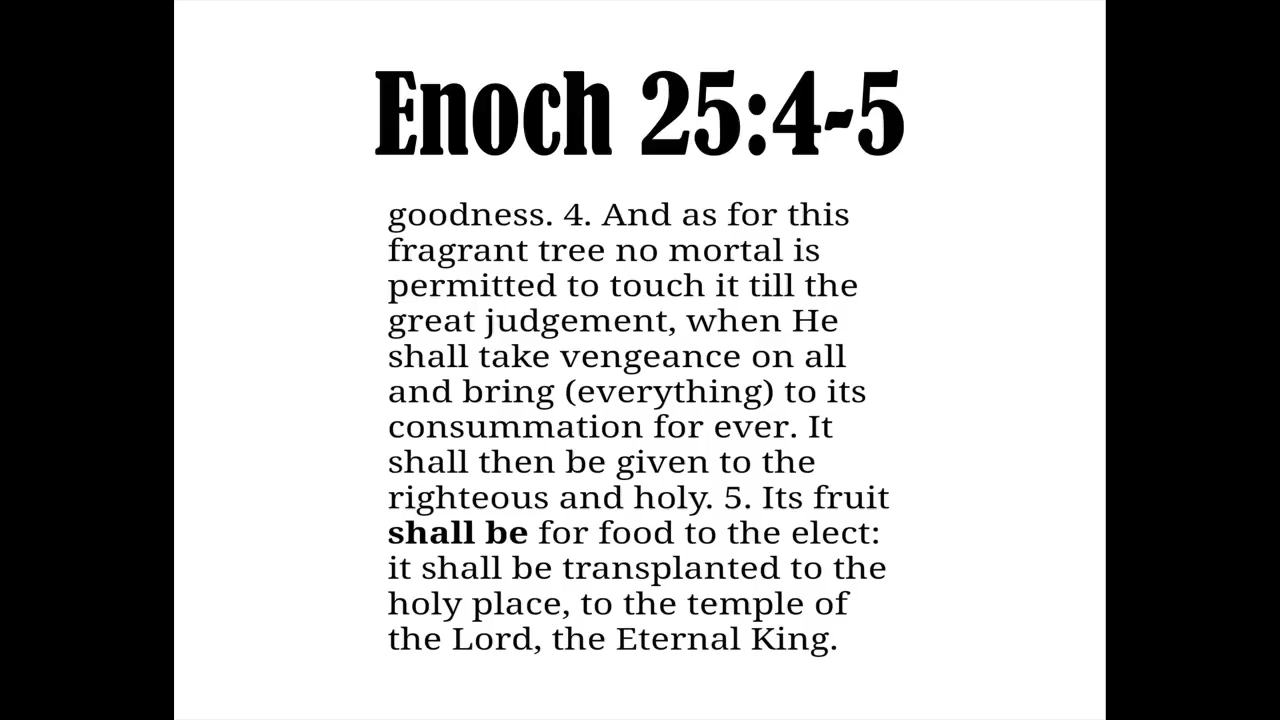 Enoch 25:4-5
goodness. 4. And as for this
fragrant tree no mortal is
permitted to touch it till the
great judgement, when He
shall take vengeance on all
and bring (everything) to its
consummation for ever. It
shall then be given to the
righteous and holy. 5. Its fruit
shall be for food to the elect:
it shall be transplanted to the
holy place, to the temple of
the Lord, the Eternal King.